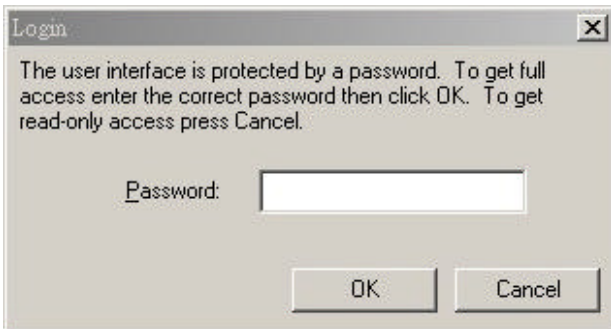 Login
The user interface is protected by a password. To get full
access enter the correct password then click OK. To get
read-only access press Cancel.
Password:
OK Cancel